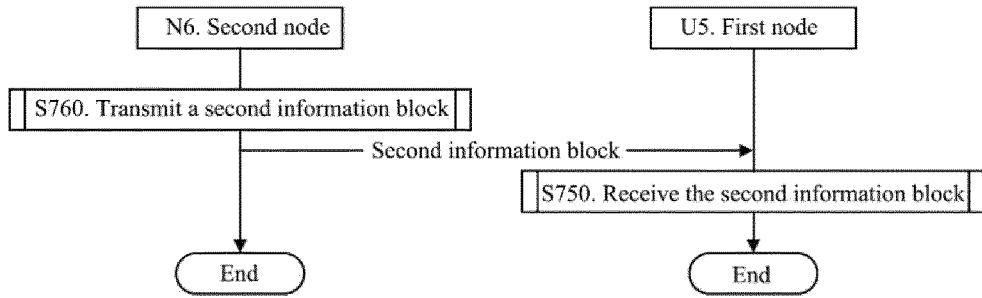 N6. Second node
U5. First node
S760. Transmit a second information block
Second information block
S750. Receive the second information block
End
End